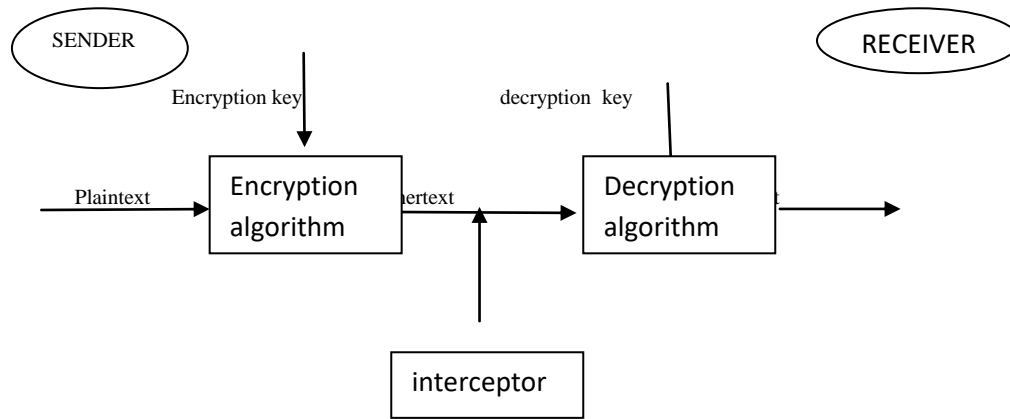 SENDER
RECEIVER
Encryption key
decryption key
Plaintext
Encryption
algorithm
Decryption
algorithm
interceptor